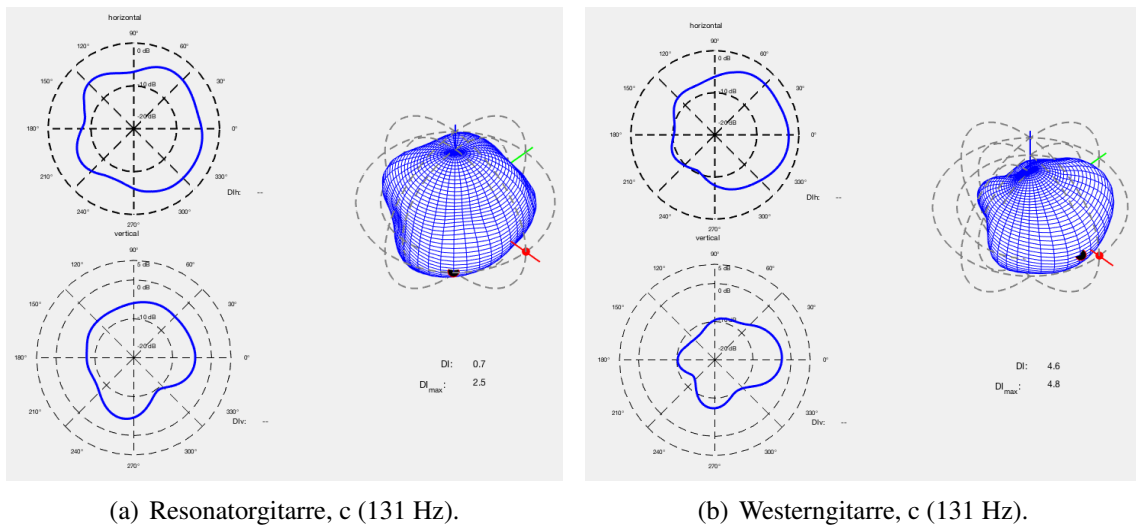 horizontal
90°
120°
60°
0 dB
150°
30°
-10 dB
-20 dB
180°
0°
210°
330°
DIh: --
240°
300°
270°
vertical
90°
120°
5 dB
60°
0 dB
150°
30°
-10 dB
-20 dB
180°
0°
DI: 0.7
DImax: 2.5
210°
330°
DIv: --
240°
300°
270°
(a) Resonatorgitarre, c (131 Hz).
horizontal
90°
120°
60°
0 dB
150°
30°
-10 dB
-20 dB
180°
0°
210°
330°
DIh: --
240°
300°
270°
vertical
90°
120°
5 dB
60°
0 dB
150°
30°
-10 dB
-20 dB
180°
0°
DI: 4.6
DImax: 4.8
210°
330°
DIv: --
240°
300°
270°
(b) Westerngitarre, c (131 Hz).